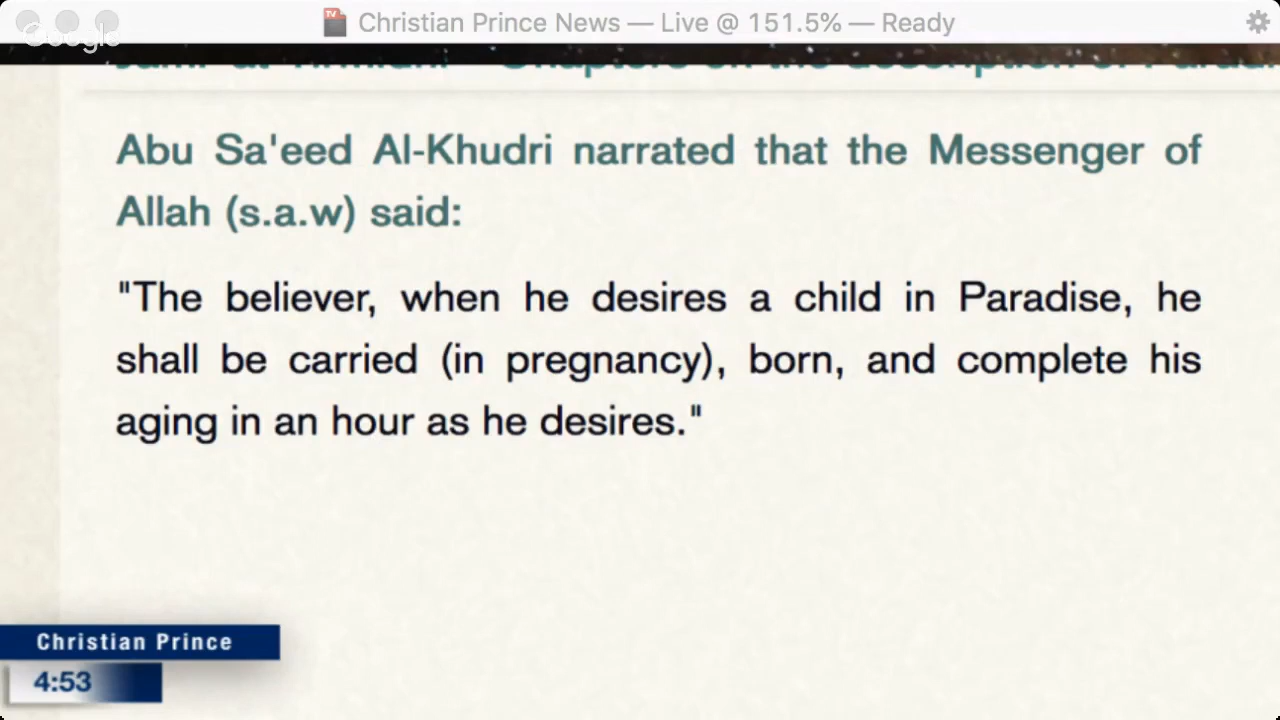 Christian Prince News — Live @ 151.5% — Ready
Google
Abu Sa'eed Al-Khudri narrated that the Messenger of
Allah (s.a.w) said:
"The believer, when he desires a child in Paradise, he
shall be carried (in pregnancy), born, and complete his
aging in an hour as he desires."
Christian Prince
4:53